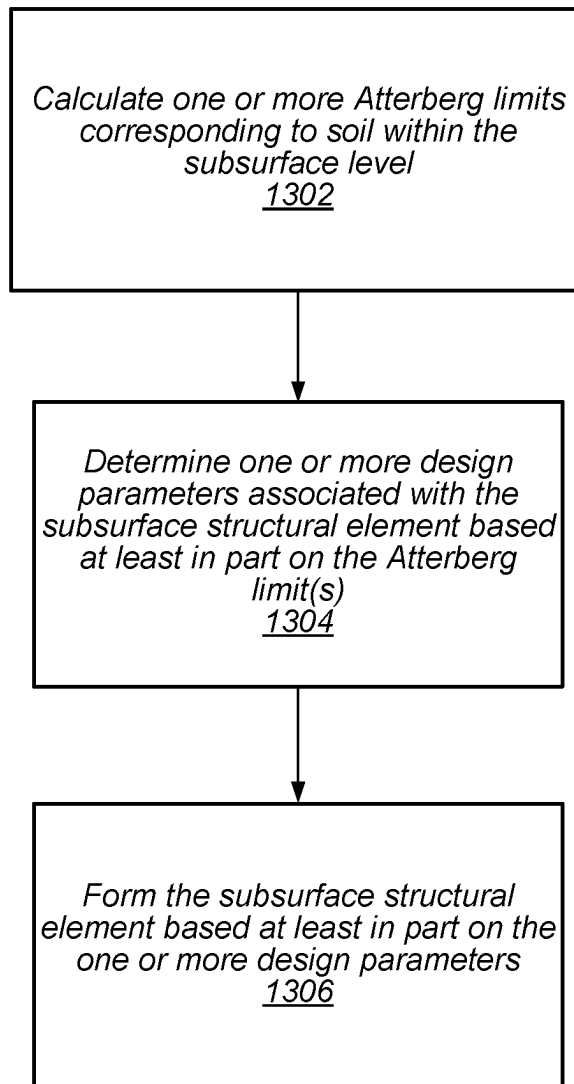 Calculate one or more Atterberg limits
corresponding to soil within the
subsurface level
1302
Determine one or more design
parameters associated with the
subsurface structural element based
at least in part on the Atterberg
limit(s)
1304
Form the subsurface structural
element based at least in part on the
one or more design parameters
1306